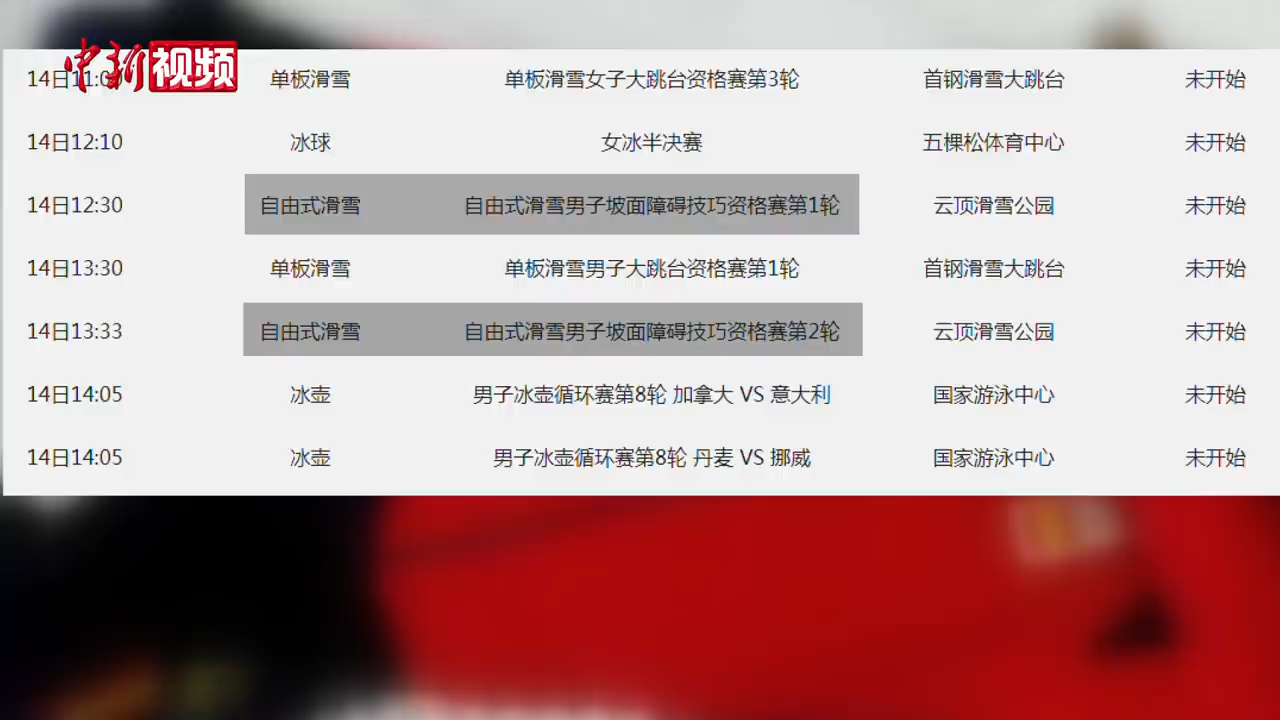 中新视频
14日11:0 单板滑雪 单板滑雪女子大跳台资格赛第3轮 首钢滑雪大跳台 未开始
14日12:10 冰球 女冰半决赛 五棵松体育中心 未开始
14日12:30 自由式滑雪 自由式滑雪男子坡面障碍技巧资格赛第1轮 云顶滑雪公园 未开始
14日13:30 单板滑雪 单板滑雪男子大跳台资格赛第1轮 首钢滑雪大跳台 未开始
14日13:33 自由式滑雪 自由式滑雪男子坡面障碍技巧资格赛第2轮 云顶滑雪公园 未开始
14日14:05 冰壶 男子冰壶循环赛第8轮 加拿大 VS 意大利 国家游泳中心 未开始
14日14:05 冰壶 男子冰壶循环赛第8轮 丹麦 VS 挪威 国家游泳中心 未开始